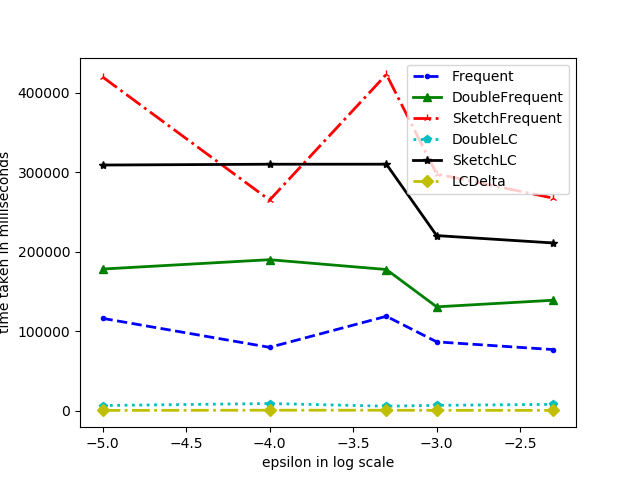 400000
300000
200000
100000
0
time taken in milliseconds
−5.0
−4.5
−4.0
−3.5
−3.0
−2.5
epsilon in log scale
Frequent
DoubleFrequent
SketchFrequent
DoubleLC
SketchLC
LCDelta